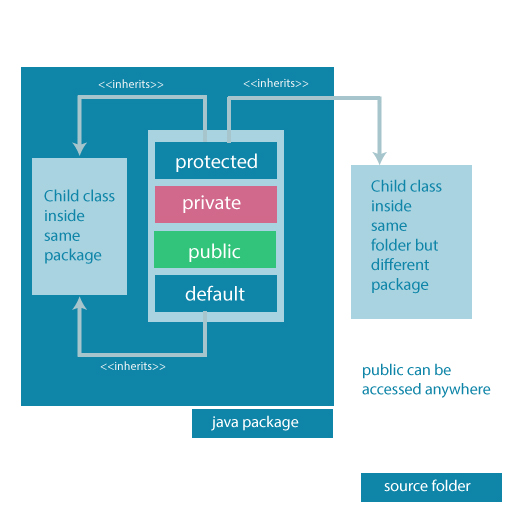 <<inherits>>
<<inherits>>
protected
private
public
default
Child class
inside
same
package
Child class
inside
same
folder but
different
package
<<inherits>>
public can be
accessed anywhere
java package
source folder